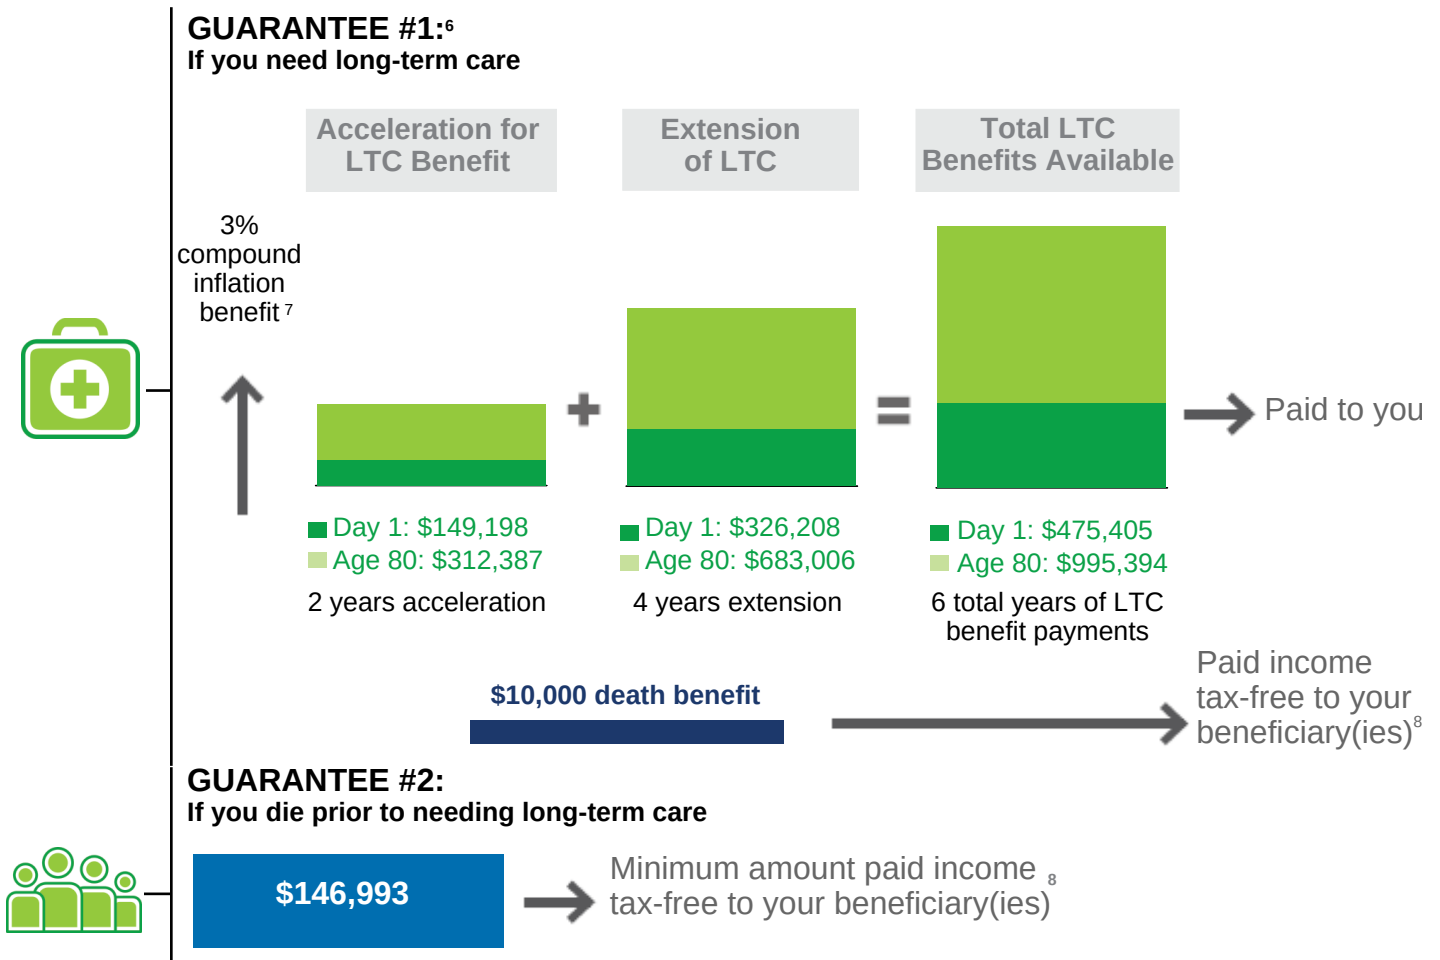 GUARANTEE #1:6
If you need long-term care
Acceleration for
LTC Benefit
Extension
of LTC
Total LTC
Benefits Available
3%
compound
inflation
benefit 7
Paid to you
Day 1: $149,198
Age 80: $312,387
2 years acceleration
Day 1: $326,208
Age 80: $683,006
4 years extension
Day 1: $475,405
Age 80: $995,394
6 total years of LTC
benefit payments
$10,000 death benefit
Paid income
tax-free to your
beneficiary(ies)8
GUARANTEE #2:
If you die prior to needing long-term care
$146,993
Minimum amount paid income 8
tax-free to your beneficiary(ies)